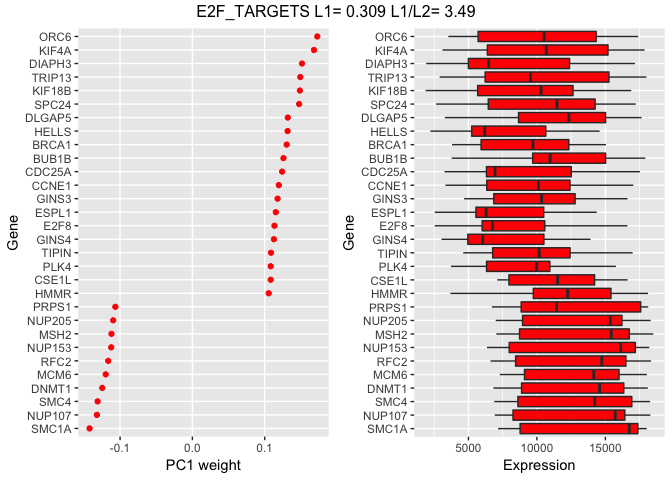 E2F_TARGETS L1= 0.309 L1/L2= 3.49
Gene
ORC6
KIF4A
DIAPH3
TRIP13
KIF18B
SPC24
DLGAP5
HELLS
BRCA1
BUB1B
CDC25A
CCNE1
GINS3
ESPL1
E2F8
GINS4
TIPIN
PLK4
CSE1L
HMMR
PRPS1
NUP205
MSH2
NUP153
RFC2
MCM6
DNMT1
SMC4
NUP107
SMC1A
-0.1 0.0 0.1
PC1 weight
Gene
ORC6
KIF4A
DIAPH3
TRIP13
KIF18B
SPC24
DLGAP5
HELLS
BRCA1
BUB1B
CDC25A
CCNE1
GINS3
ESPL1
E2F8
GINS4
TIPIN
PLK4
CSE1L
HMMR
PRPS1
NUP205
MSH2
NUP153
RFC2
MCM6
DNMT1
SMC4
NUP107
SMC1A
5000 10000 15000
Expression